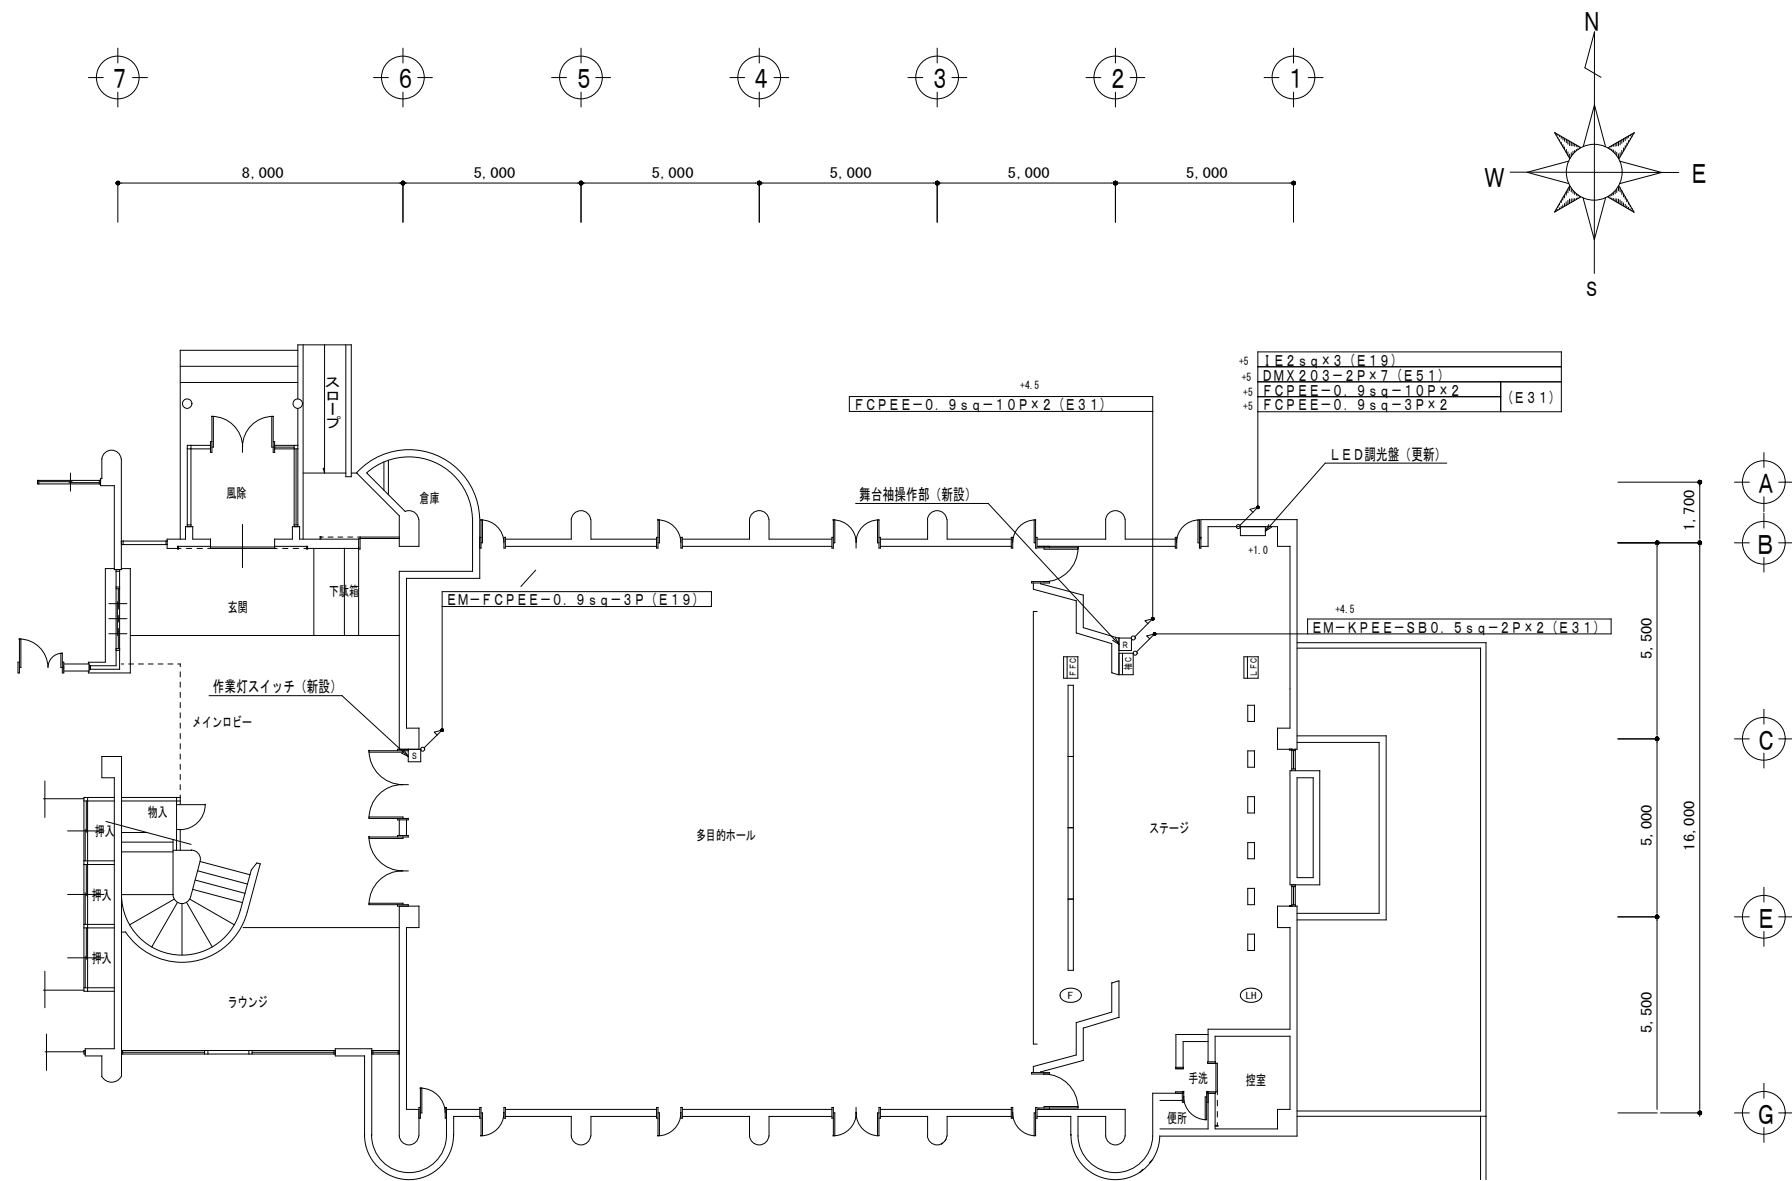 N
7 6 5 4 3 2 1
8,000 5,000 5,000 5,000 5,000 5,000
W E
S
+5 IE2sq×3(E19)
+5 DMX203-2P×7(E51)
+5 FCPEE-0.9sq-10P×2 (E31)
+5 FCPEE-0.9sq-3P×2
+4.5
FCPEE-0.9sq-10P×2(E31)
LED調光盤(更新)
スロープ
A
1,700
風除
倉庫
舞台袖操作部(新設)
B
+1.0
下駄箱
EM-FCPEE-0.9sq-3P(E19)
玄関
+4.5
EM-KPEE-SB0.5sq-2P×2(E31)
5,500
R
袖C
FFC
LFC
作業灯スイッチ(新設)
メインロビー
S
C
物入
押入
多目的ホール
ステージ
5,000
16,000
押入
E
押入
ラウンジ
F
LH
5,500
手洗
控室
便所
G